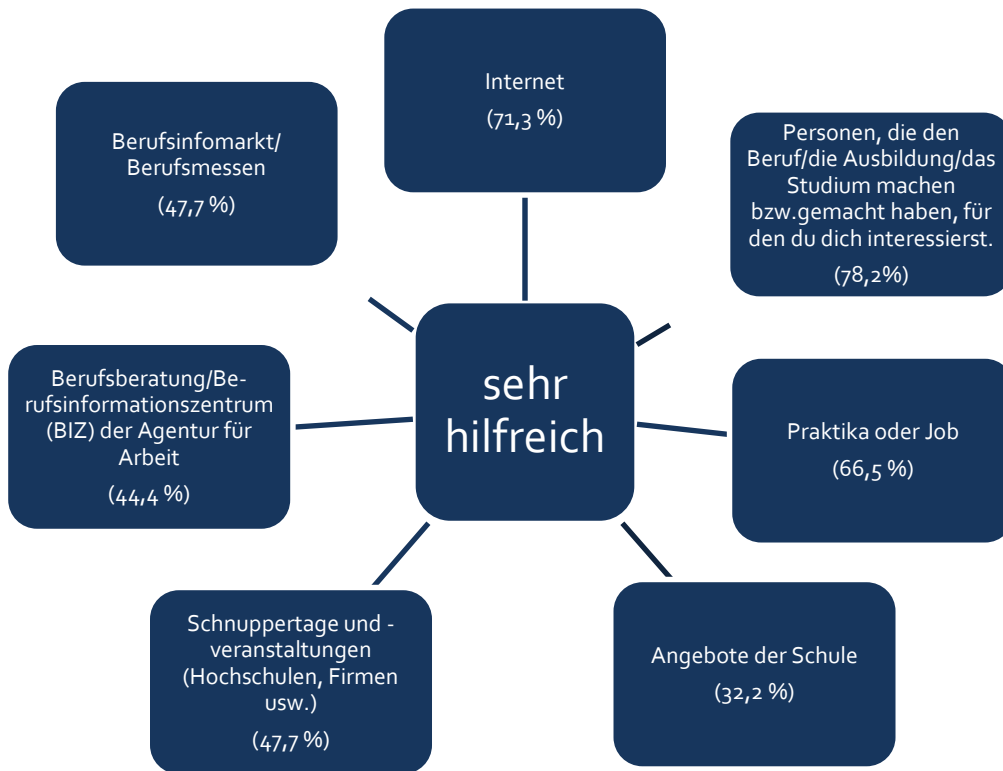 Internet
(71,3 %)
Berufsinfomarkt/
Berufsmessen
(47,7 %)
Personen, die den
Beruf/die Ausbildung/das
Studium machen
bzw.gemacht haben, für
den du dich interessierst.
(78,2%)
sehr
hilfreich
Berufsberatung/Be-
rufsinformationszentrum
(BIZ) der Agentur für
Arbeit
(44,4 %)
Praktika oder Job
(66,5 %)
Schnuppertage und -
veranstaltungen
(Hochschulen, Firmen
usw.)
(47,7 %)
Angebote der Schule
(32,2 %)